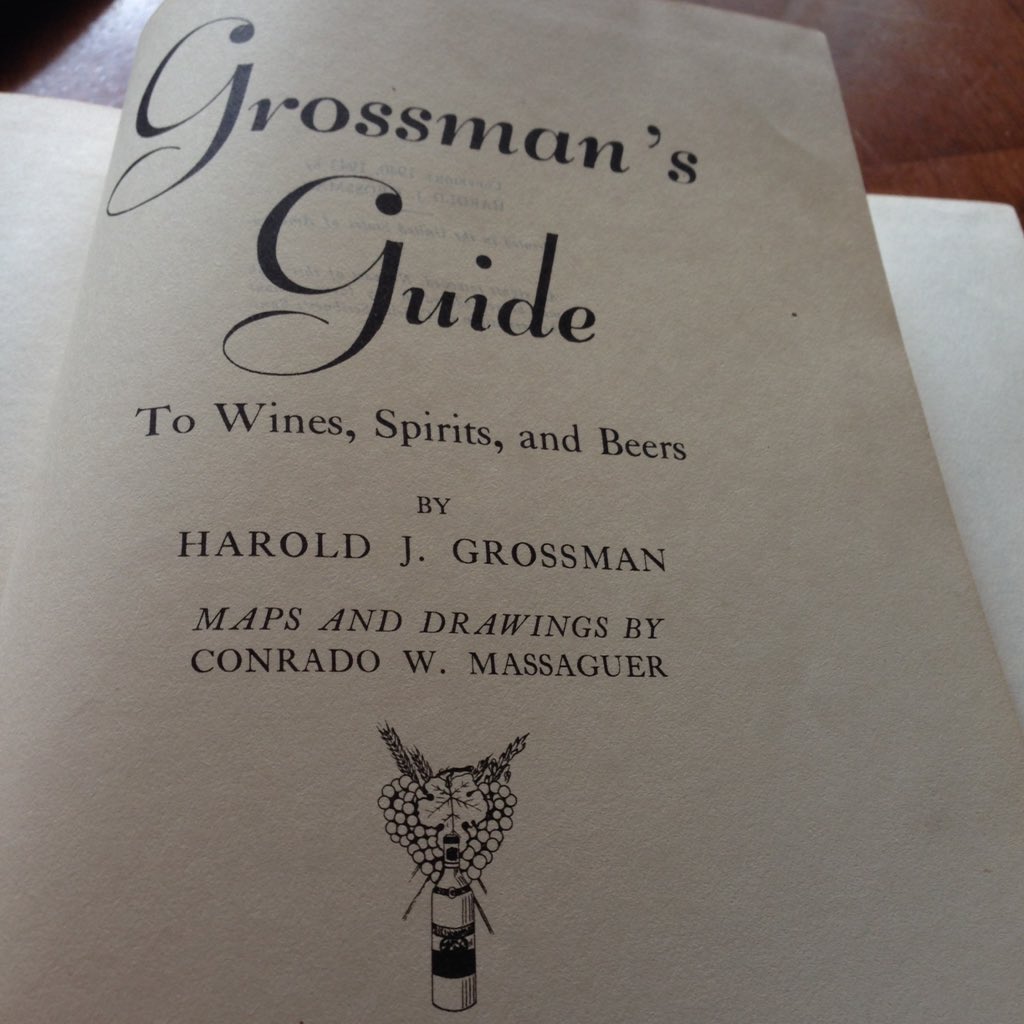 Grossman's
Guide
To Wines, Spirits, and Beers
BY
HAROLD J. GROSSMAN
MAPS AND DRAWINGS BY
CONRADO W. MASSAGUER